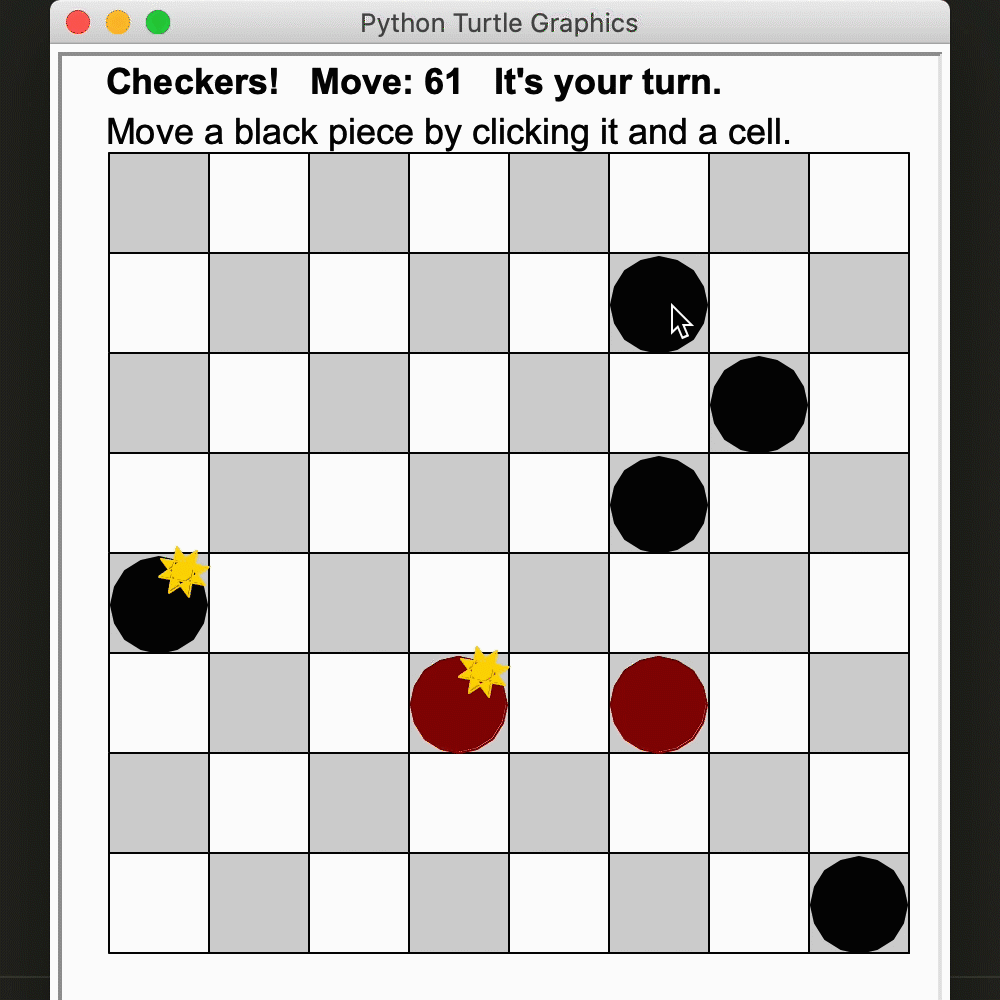 Python Turtle Graphics
Checkers!   Move: 61   It's your turn.
Move a black piece by clicking it and a cell.